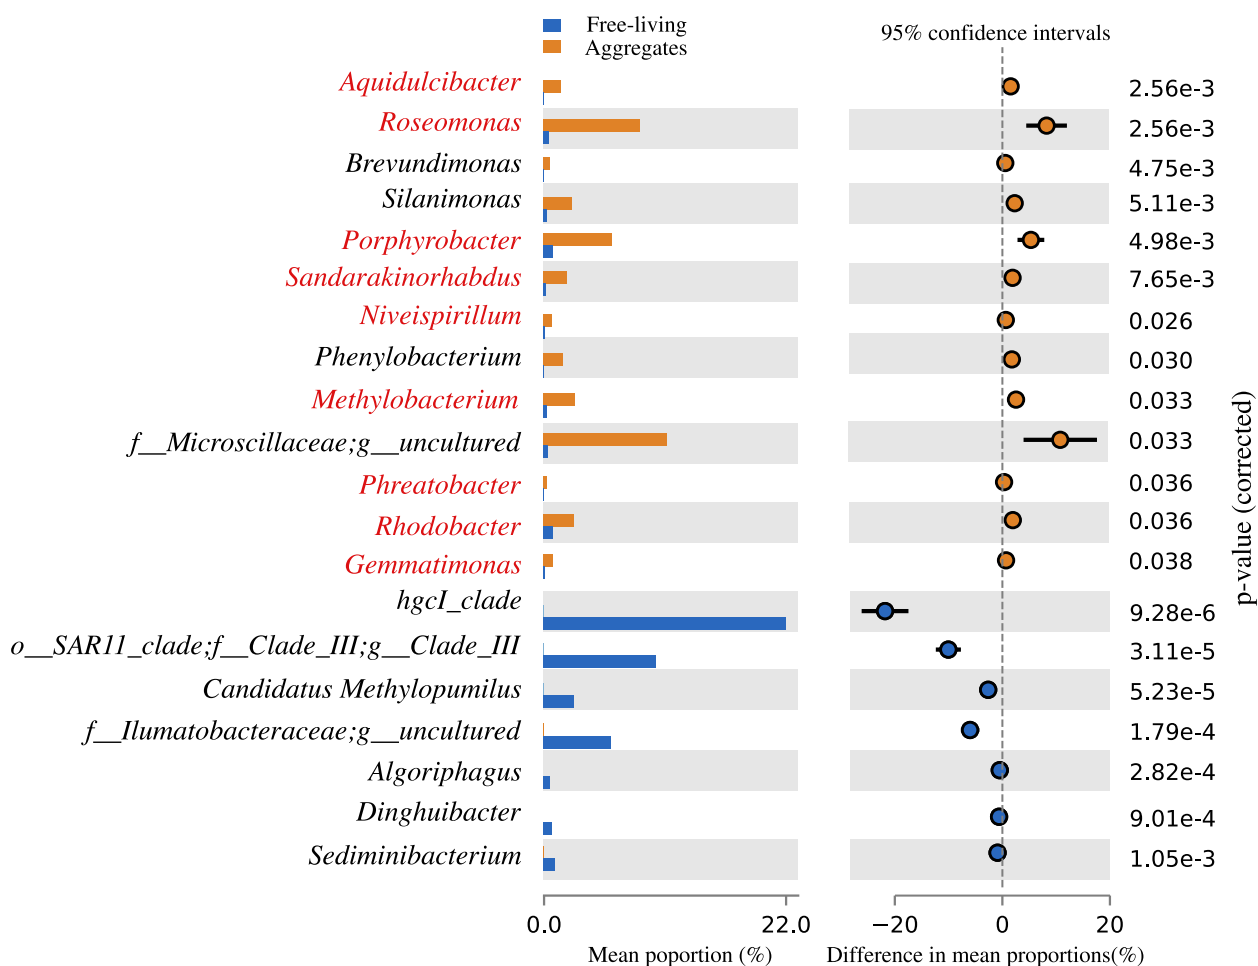 Free-living
Aggregates
95% confidence intervals
Aquidulcibacter 2.56e-3
Roseomonas 2.56e-3
Brevundimonas 4.75e-3
Silanimonas 5.11e-3
Porphyrobacter 4.98e-3
Sandarakinorhabdus 7.65e-3
Niveispirillum 0.026
Phenylobacterium 0.030
Methylobacterium 0.033
f__Microscillaceae;g__uncultured 0.033
Phreatobacter 0.036
Rhodobacter 0.036
Gemmatimonas 0.038
hgcI_clade 9.28e-6
o__SAR11_clade;f__Clade_III;g__Clade_III 3.11e-5
Candidatus Methylopumilus 5.23e-5
f__Ilumatobacteraceae;g__uncultured 1.79e-4
Algoriphagus 2.82e-4
Dinghuibacter 9.01e-4
Sediminibacterium 1.05e-3
p-value (corrected)
0.0 22.0 −20 0 20
Mean poportion (%) Difference in mean proportions(%)